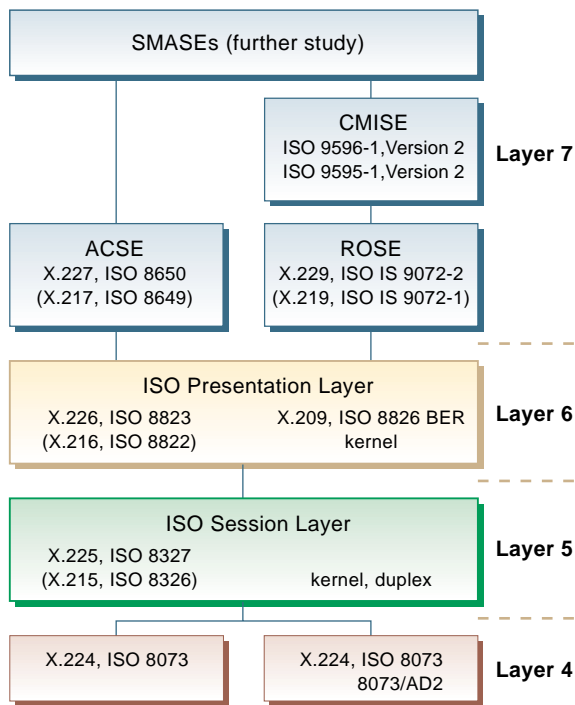 SMASEs (further study)
CMISE
ISO 9596-1,Version 2
ISO 9595-1,Version 2
Layer 7
ACSE
X.227, ISO 8650
(X.217, ISO 8649)
ROSE
X.229, ISO IS 9072-2
(X.219, ISO IS 9072-1)
ISO Presentation Layer
X.226, ISO 8823
(X.216, ISO 8822)
X.209, ISO 8826 BER
kernel
Layer 6
ISO Session Layer
X.225, ISO 8327
(X.215, ISO 8326)
kernel, duplex
Layer 5
X.224, ISO 8073
X.224, ISO 8073
8073/AD2
Layer 4